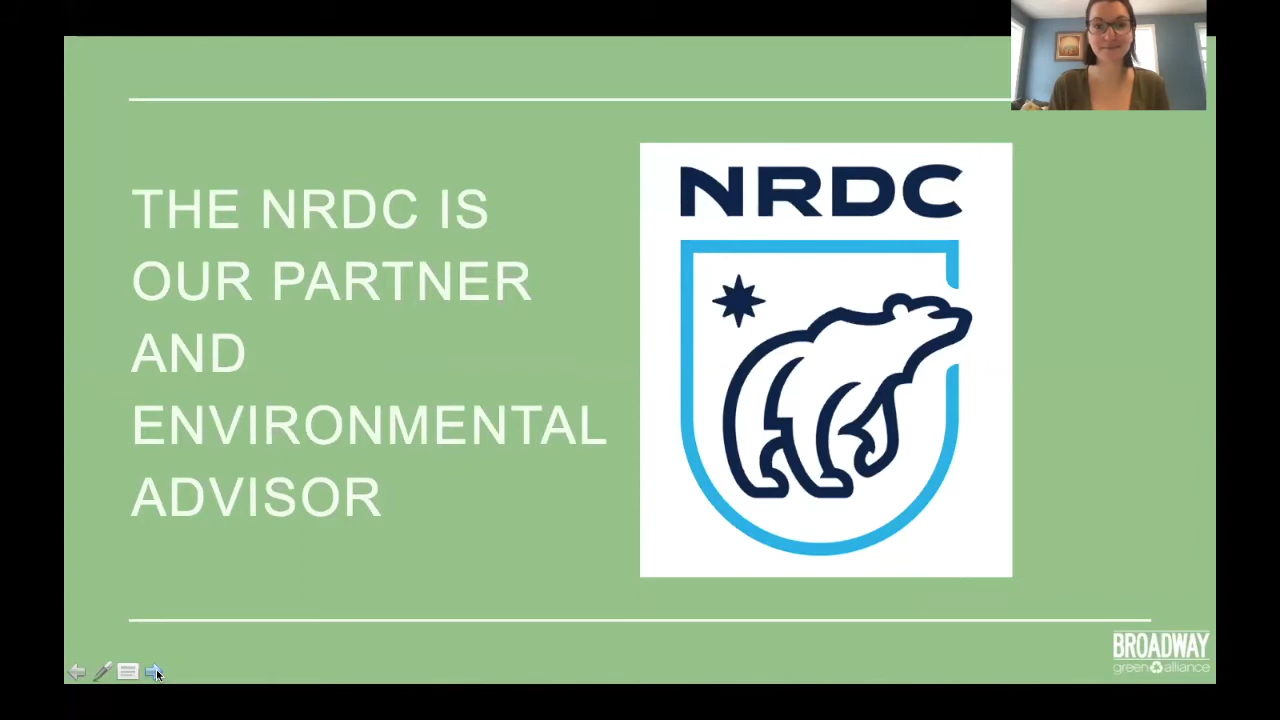 THE NRDC IS
OUR PARTNER
AND
ENVIRONMENTAL
ADVISOR
NRDC
BROADWAY
green alliance